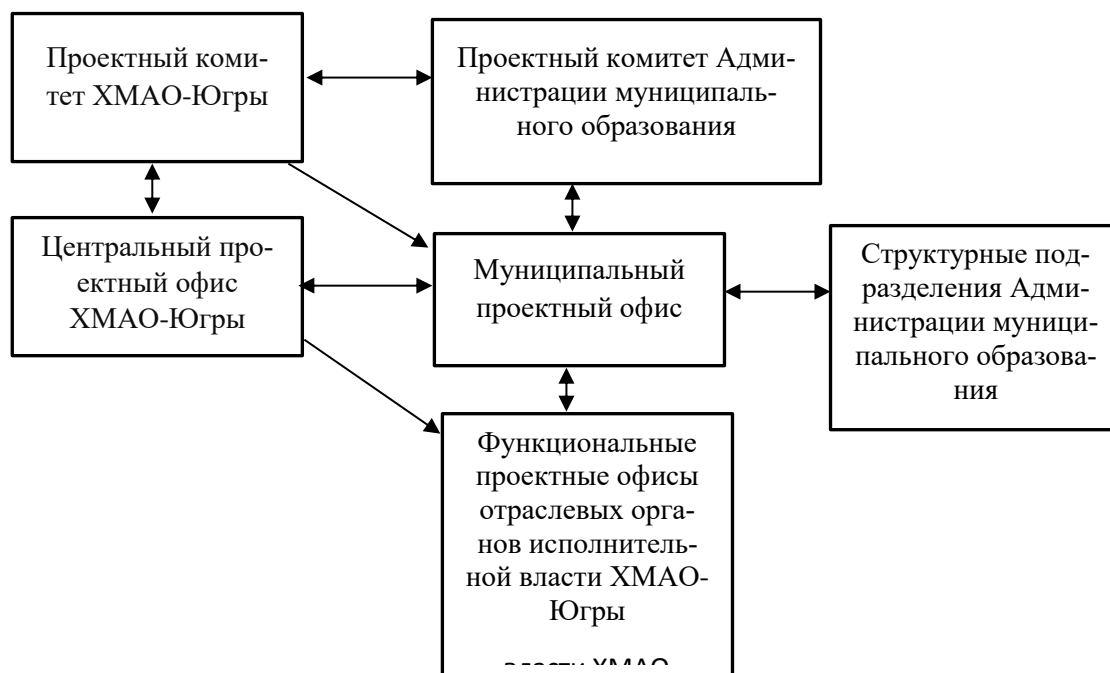 Проектный коми-
тет ХМАО-Югры
Проектный комитет Адми-
нистрации муниципаль-
ного образования
Центральный про-
ектный офис
ХМАО-Югры
Муниципальный
проектный офис
Структурные под-
разделения Адми-
нистрации муници-
пального образова-
ния
Функциональные
проектные офисы
отраслевых орга-
нов исполнитель-
ной власти ХМАО-
Югры
власти ХМАО